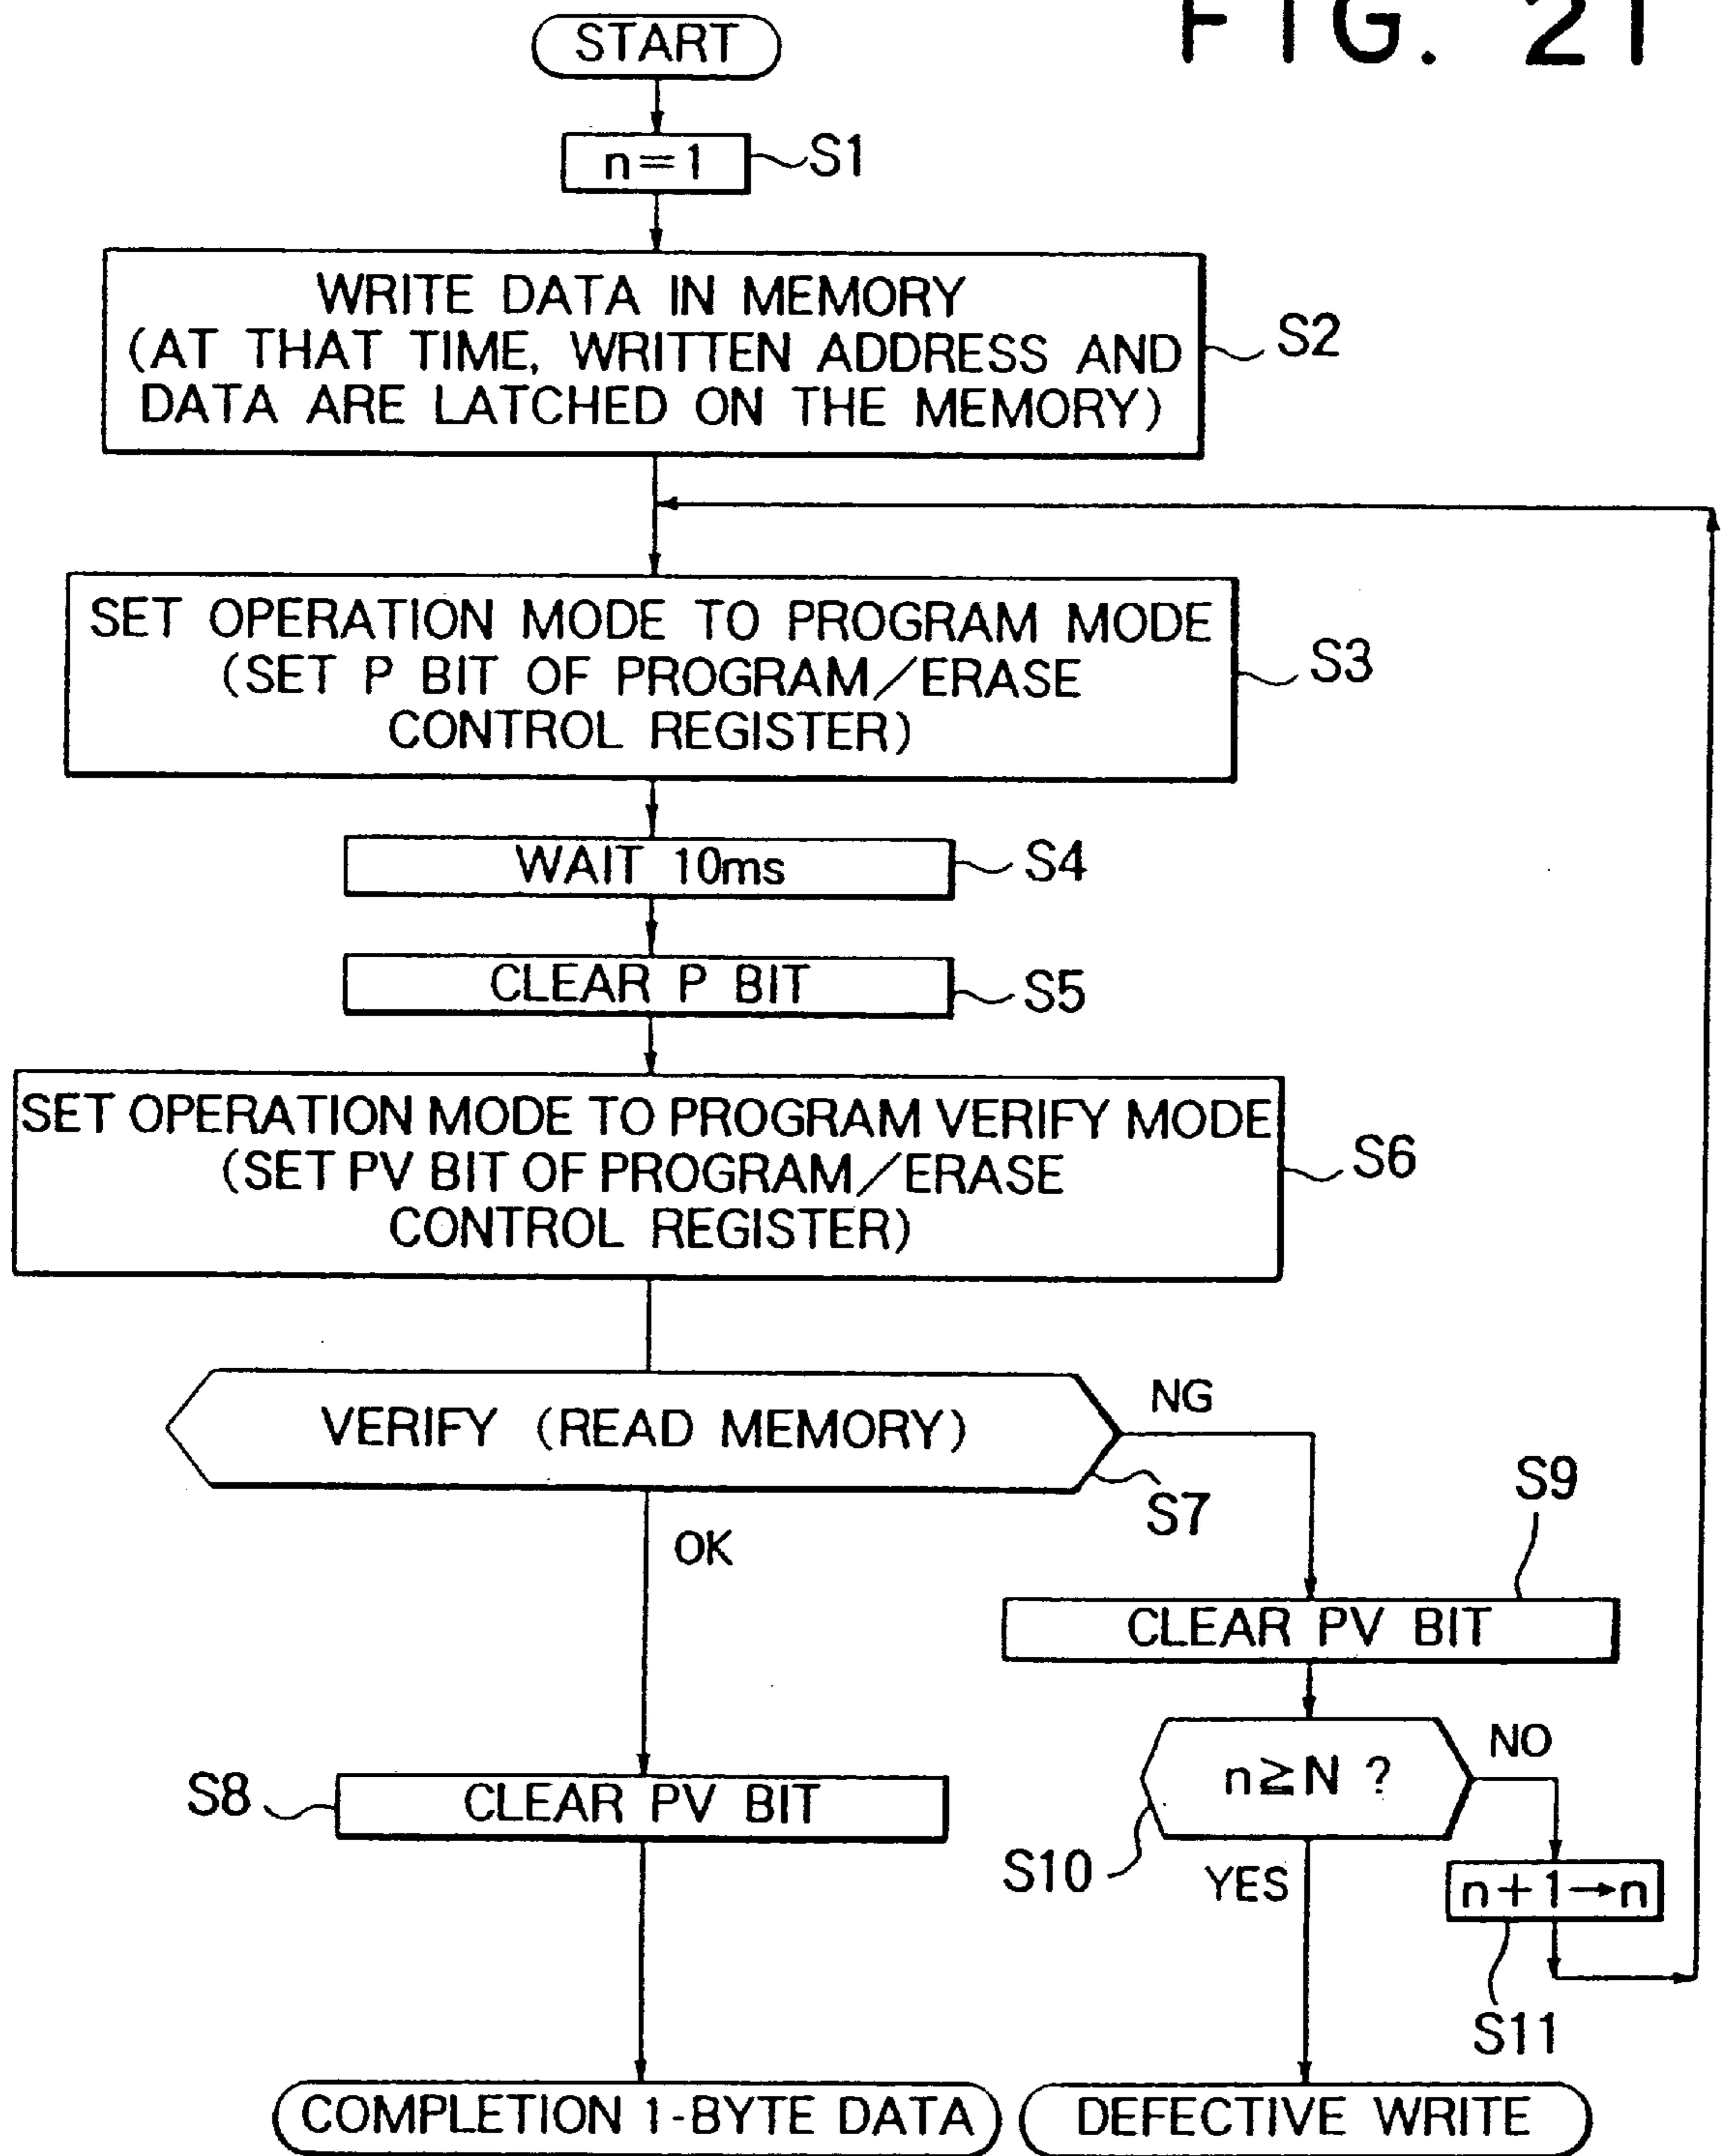 FIG. 21
START
n=1
S1
WRITE DATA IN MEMORY
(AT THAT TIME, WRITTEN ADDRESS AND
DATA ARE LATCHED ON THE MEMORY)
S2
SET OPERATION MODE TO PROGRAM MODE
(SET P BIT OF PROGRAM/ERASE
CONTROL REGISTER)
S3
WAIT 10ms
S4
CLEAR P BIT
S5
SET OPERATION MODE TO PROGRAM VERIFY MODE
(SET PV BIT OF PROGRAM/ERASE
CONTROL REGISTER)
S6
VERIFY (READ MEMORY)
NG
S7
OK
S9
CLEAR PV BIT
S8
CLEAR PV BIT
n≧N ?
NO
S10
YES
n+1→n
S11
COMPLETION 1-BYTE DATA
DEFECTIVE WRITE